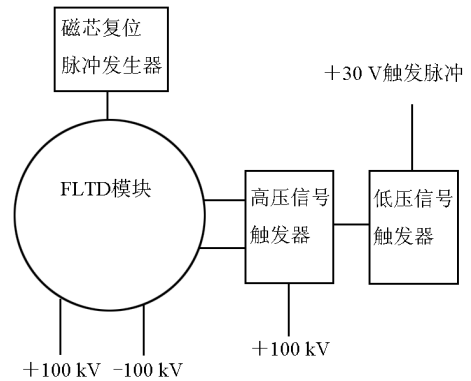 磁芯复位
脉冲发生器
+30 V触发脉冲
FLTD模块
高压信号
触发器
低压信号
触发器
+100 kV
+100 kV
-100 kV